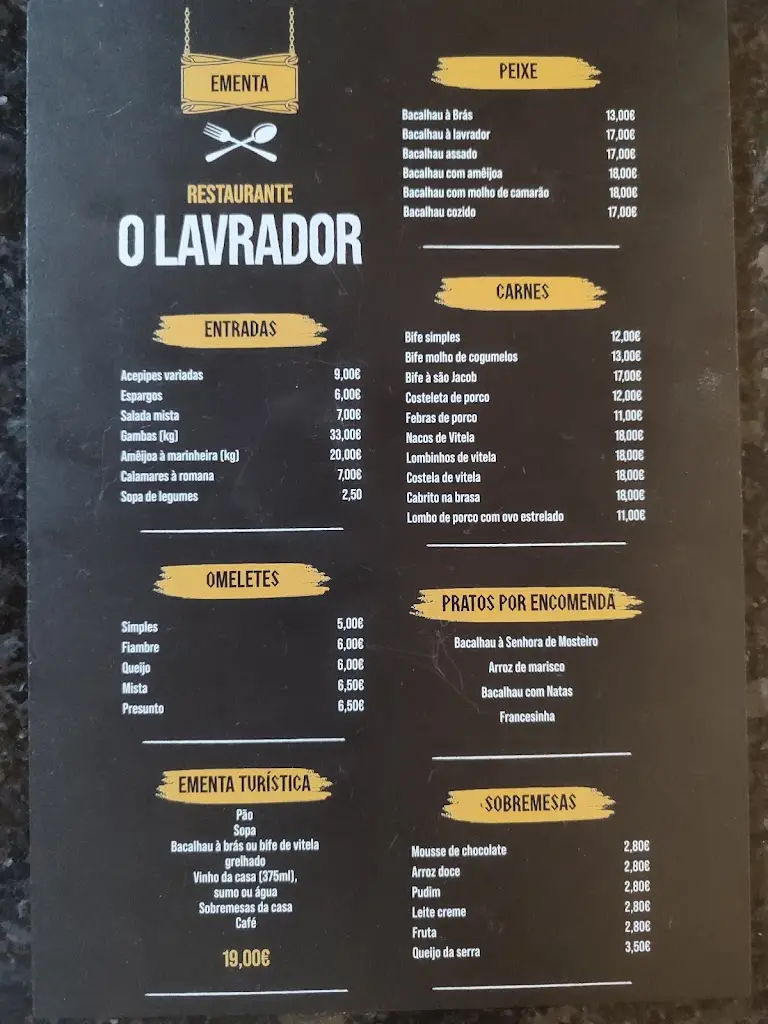 EMENTA
RESTAURANTE
O LAVRADOR
ENTRADAS
Acepipes variadas 9,00€
Espargos 6,00€
Salada mista 7,00€
Gambas (kg) 33,00€
Amêijoa à marinheira (kg) 20,00€
Calamares à romana 7,00€
Sopa de legumes 2,50
OMELETES
Simples 5,00€
Fiambre 6,00€
Queijo 6,00€
Mista 6,50€
Presunto 6,50€
EMENTA TURÍSTICA
Pão
Sopa
Bacalhau à brás ou bife de vitela
grelhado
Vinho da casa (375ml),
sumo ou água
Sobremesas da casa
Café
19,00€
PEIXE
Bacalhau à Brás 13,00€
Bacalhau à lavrador 17,00€
Bacalhau assado 17,00€
Bacalhau com amêijoa 18,00€
Bacalhau com molho de camarão 18,00€
Bacalhau cozido 17,00€
CARNES
Bife simples 12,00€
Bife molho de cogumelos 13,00€
Bife à são Jacob 17,00€
Costeleta de porco 12,00€
Febras de porco 11,00€
Nacos de Vitela 18,00€
Lombinhos de vitela 18,00€
Costela de vitela 18,00€
Cabrito na brasa 18,00€
Lombo de porco com ovo estrelado 11,00€
PRATOS POR ENCOMENDA
Bacalhau à Senhora de Mosteiro
Arroz de marisco
Bacalhau com Natas
Francesinha
SOBREMESAS
Mousse de chocolate 2,80€
Arroz doce 2,80€
Pudim 2,80€
Leite creme 2,80€
Fruta 2,80€
Queijo da serra 3,50€